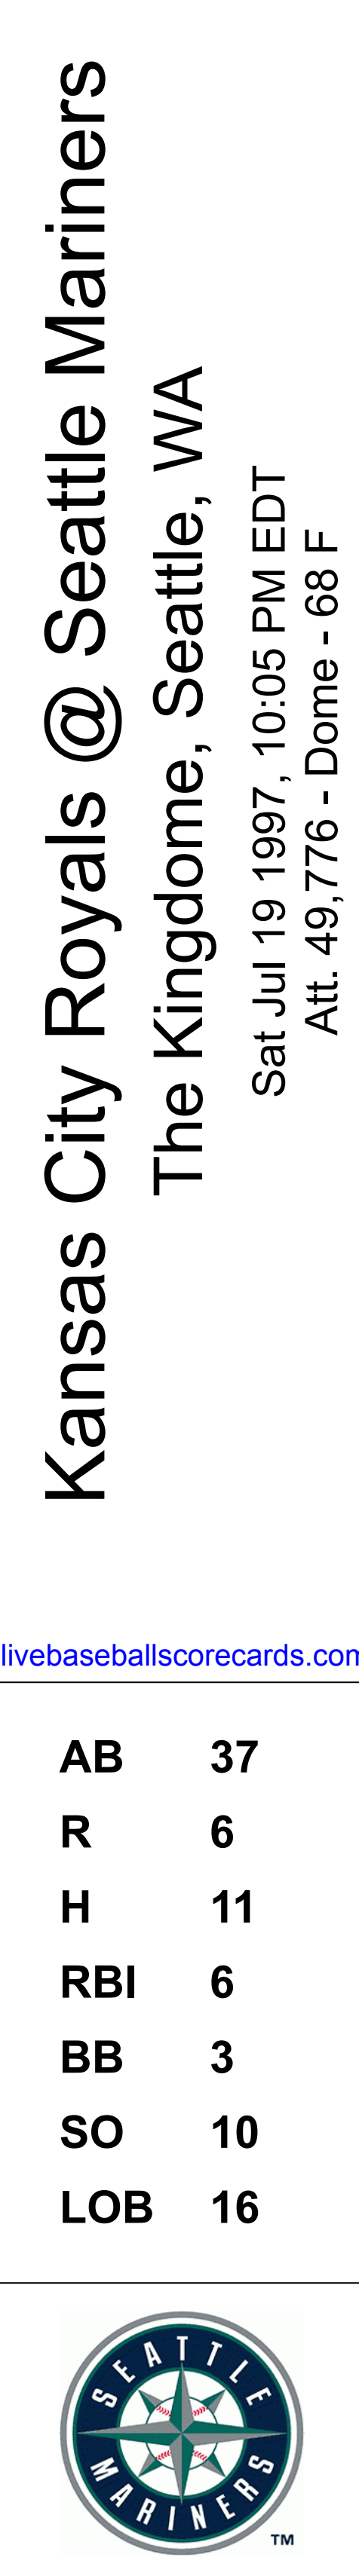 Kansas City Royals @ Seattle Mariners
The Kingdome, Seattle, WA
Sat Jul 19 1997, 10:05 PM EDT
Att. 49,776 - Dome - 68 F
livebaseballscorecards.com
AB 37
R 6
H 11
RBI 6
BB 3
SO 10
LOB 16
SEATTLE
MARINERS
TM